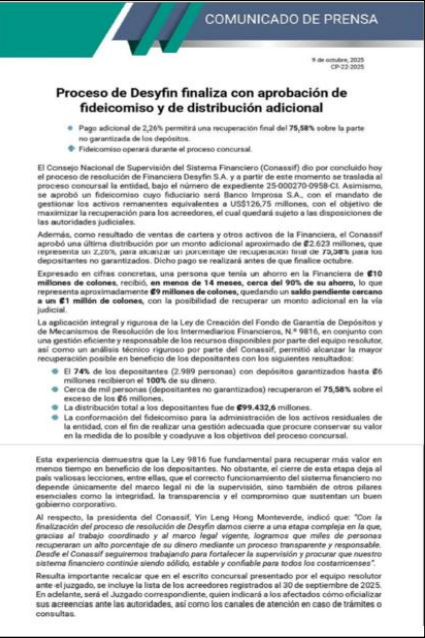 COMUNICADO DE PRENSA
9 de octubre, 2025
CP-22-2025
Proceso de Desyfin finaliza con aprobación de
fideicomiso y de distribución adicional
Pago adicional de 2,26% permitirá una recuperación final del 75,58% sobre la parte
no garantizada de los depósitos.
Fideicomiso operará durante el proceso concursal.
El Consejo Nacional de Supervisión del Sistema Financiero (Conassif) dio por concluido hoy
el proceso de resolución de Financiera Desyfin S.A. y a partir de este momento se traslada al
proceso concursal la entidad, bajo el número de expediente 25-000270-0958-CI. Asimismo,
se aprobó un fideicomiso cuyo fiduciario será Banco Improsa S.A., con el mandato de
gestionar los activos remanentes equivalentes a US$126,75 millones, con el objetivo de
maximizar la recuperación para los acreedores, el cual quedará sujeto a las disposiciones de
las autoridades judiciales.
Además, como resultado de ventas de cartera y otros activos de la Financiera, el Conassif
aprobó una última distribución por un monto adicional aproximado de ₡2.623 millones, que
representa un 2,26%, para alcanzar un porcentaje de recuperación final de 75,58% para los
depositantes no garantizados. Dicho pago se realizará antes de que finalice octubre.
Expresado en cifras concretas, una persona que tenía un ahorro en la Financiera de ₡10
millones de colones, recibió, en menos de 14 meses, cerca del 90% de su ahorro, lo que
representa aproximadamente ₡9 millones de colones, quedando un saldo pendiente cercano
a un ₡1 millón de colones, con la posibilidad de recuperar un monto adicional en la vía
judicial.
La aplicación integral y rigurosa de la Ley de Creación del Fondo de Garantía de Depósitos y
de Mecanismos de Resolución de los Intermediarios Financieros, N.° 9816, en conjunto con
una gestión eficiente y responsable de los recursos disponibles por parte del equipo resolutor,
así como un análisis técnico riguroso por parte del Conassif, permitió alcanzar la mayor
recuperación posible en beneficio de los depositantes con los siguientes resultados:
El 74% de los depositantes (2.989 personas) con depósitos garantizados hasta ₡6
millones recibieron el 100% de su dinero.
Cerca de mil personas (depositantes no garantizados) recuperaron el 75,58% sobre el
exceso de los ₡6 millones.
La distribución total a los depositantes fue de ₡99.432,6 millones.
La conformación del fideicomiso para la administración de los activos residuales de
la entidad, con el fin de realizar una gestión adecuada que procure conservar su valor
en la medida de lo posible y coadyuve a los objetivos del proceso concursal.
Esta experiencia demuestra que la Ley 9816 fue fundamental para recuperar más valor en
menos tiempo en beneficio de los depositantes. No obstante, el cierre de esta etapa deja al
país valiosas lecciones, entre ellas, que el correcto funcionamiento del sistema financiero no
depende únicamente del marco legal ni de la supervisión, sino también de otros pilares
esenciales como la integridad, la transparencia y el compromiso que sustentan un buen
gobierno corporativo.
Al respecto, la presidenta del Conassif, Yin Leng Hong Monteverde, indicó que: "Con la
finalización del proceso de resolución de Desyfin damos cierre a una etapa compleja en la que,
gracias al trabajo coordinado y al marco legal vigente, logramos que miles de personas
recuperaran un alto porcentaje de su dinero mediante un proceso transparente y responsable.
Desde el Conassif seguiremos trabajando para fortalecer la supervisión y procurar que nuestro
sistema financiero continúe siendo sólido, estable y confiable para todos los costarricenses".
Resulta importante recalcar que en el escrito concursal presentado por el equipo resolutor
ante el juzgado, se incluye la lista de los acreedores registrados al 30 de septiembre de 2025.
En adelante, será el Juzgado correspondiente, quien indicará a los afectados cómo oficializar
sus acreencias ante las autoridades, así como los canales de atención en caso de trámites o
consultas.